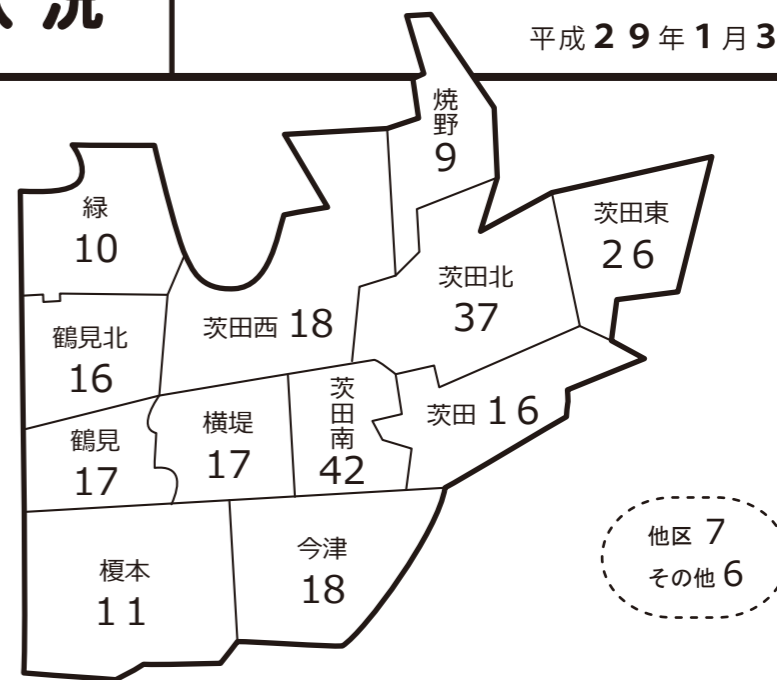 況
平成29年1月3
焼野
9
緑
10
茨田東
26
茨田北
37
茨田西 18
鶴見北
16
茨田南
42
茨田 16
横堤
17
鶴見
17
他区 7
その他 6
今津
18
榎本
11